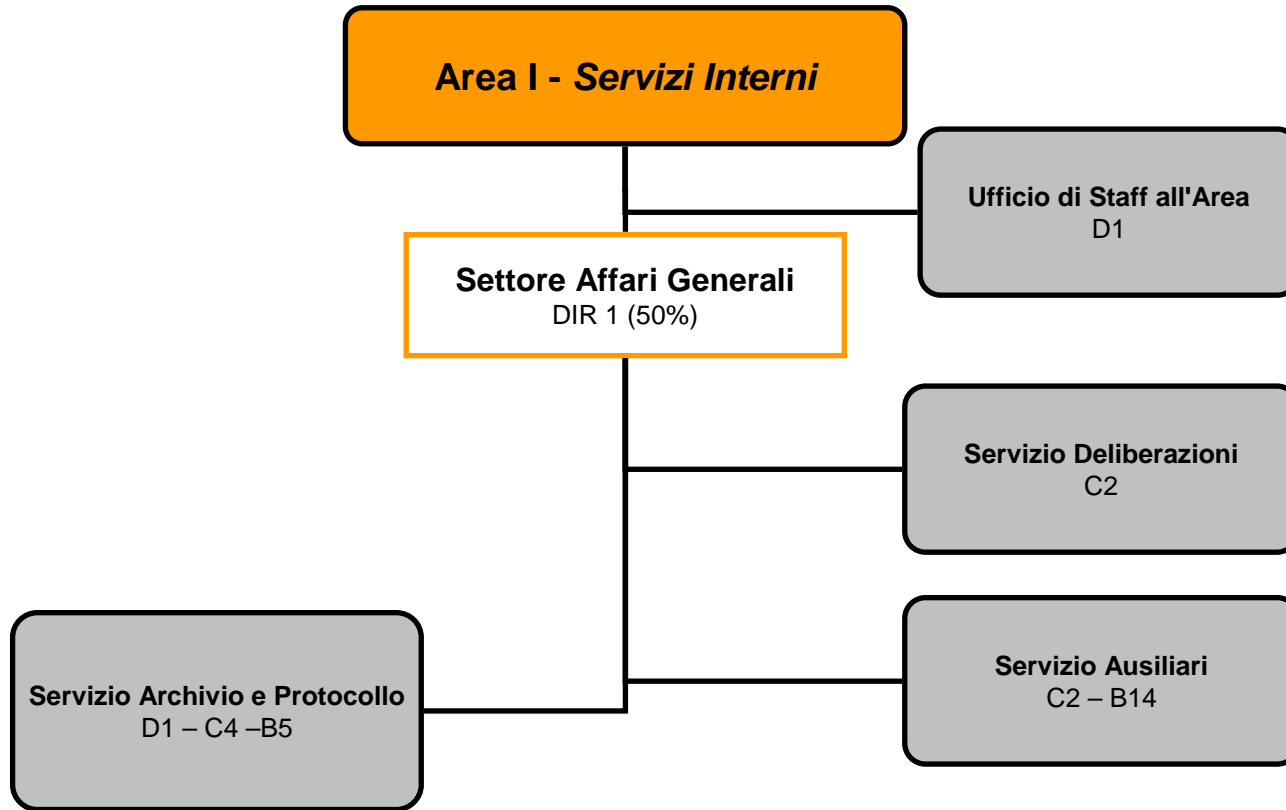 Area I - Servizi Interni
Ufficio di Staff all'Area
D1
Settore Affari Generali
DIR 1 (50%)
Servizio Deliberazioni
C2
Servizio Ausiliari
C2 – B14
Servizio Archivio e Protocollo
D1 – C4 –B5